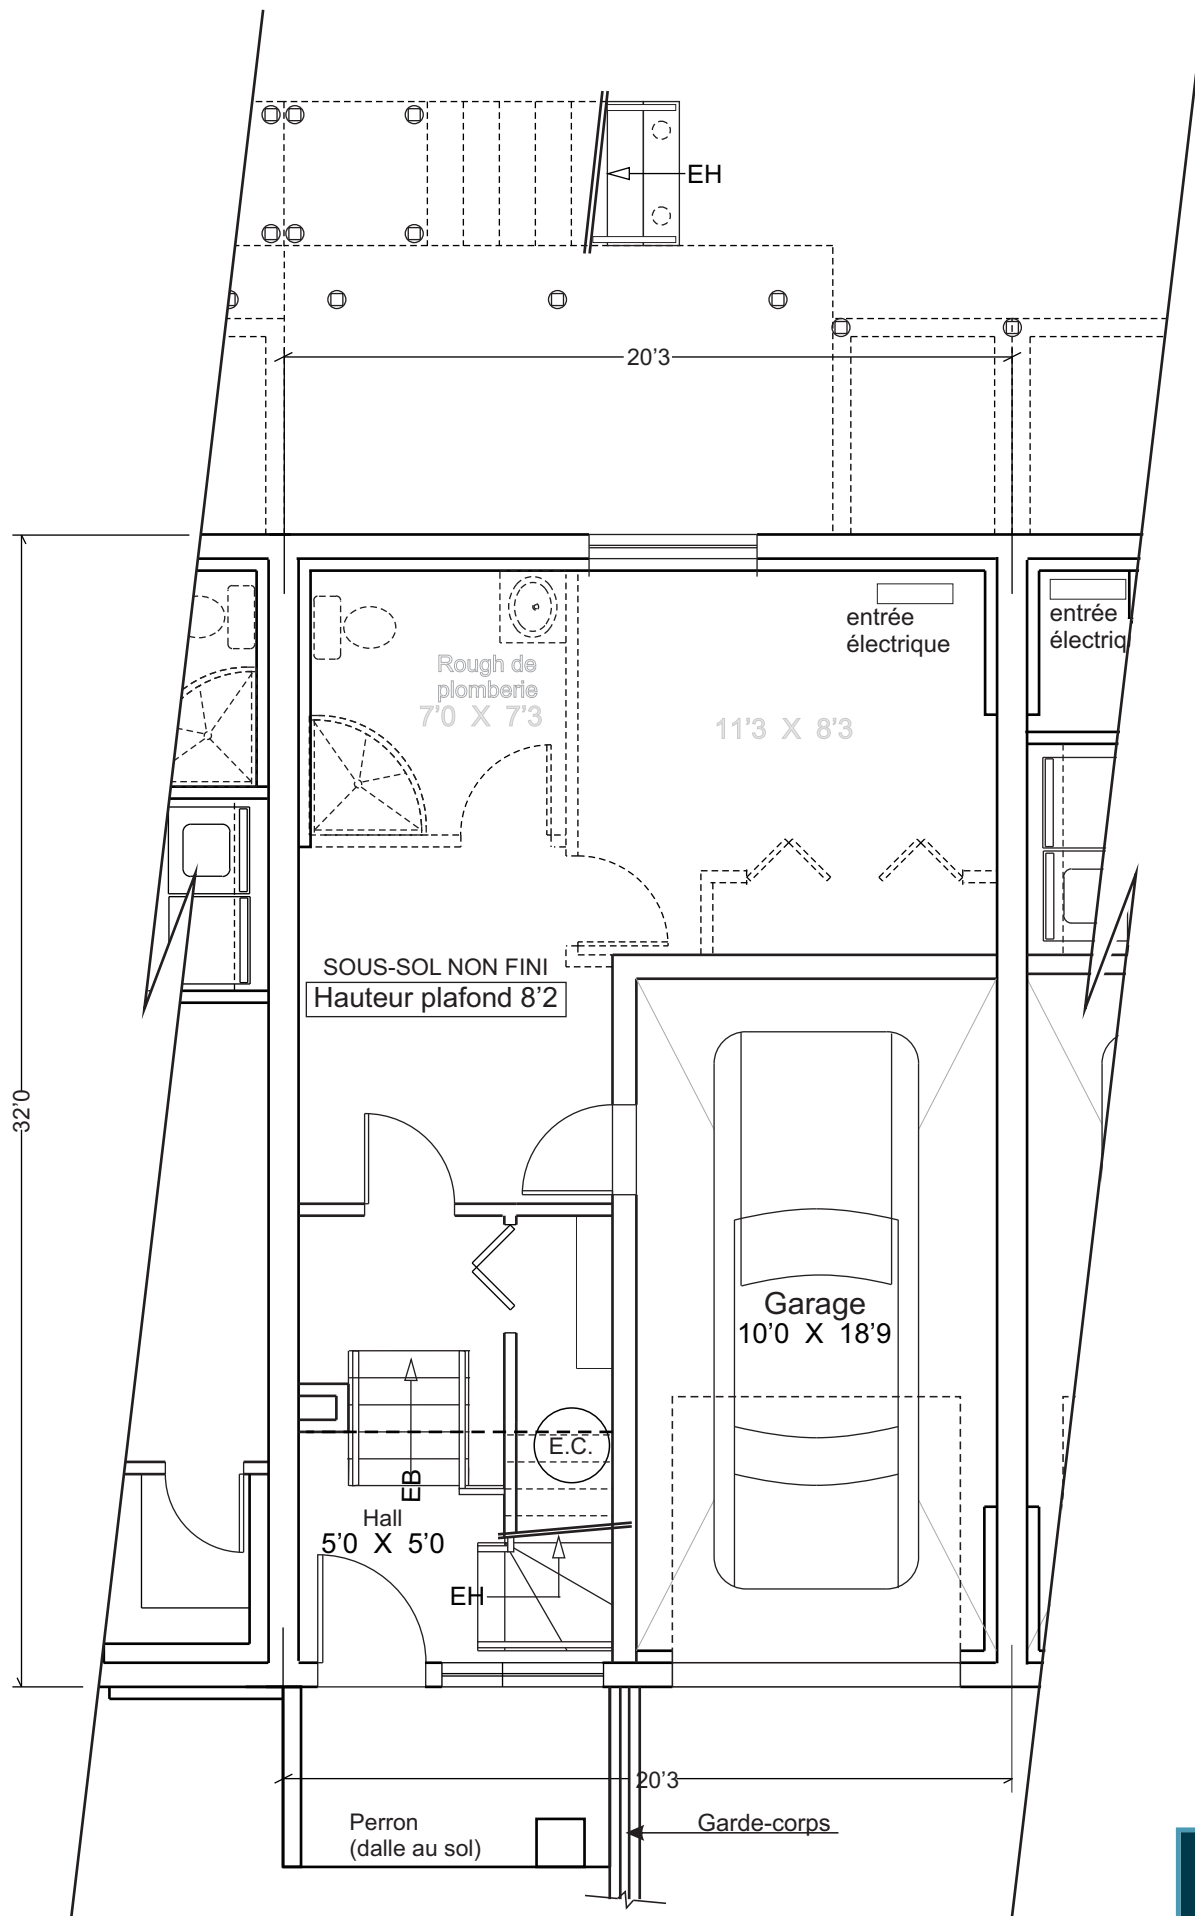 EH
20'3
entrée
électrique
entrée
électriq
Rough de
plomberie
7'0 X 7'3
11'3 X 8'3
SOUS-SOL NON FINI
Hauteur plafond 8'2
32'0
Garage
10'0 X 18'9
E.C.
EB
Hall
5'0 X 5'0
EH
20'3
Perron
(dalle au sol)
Garde-corps